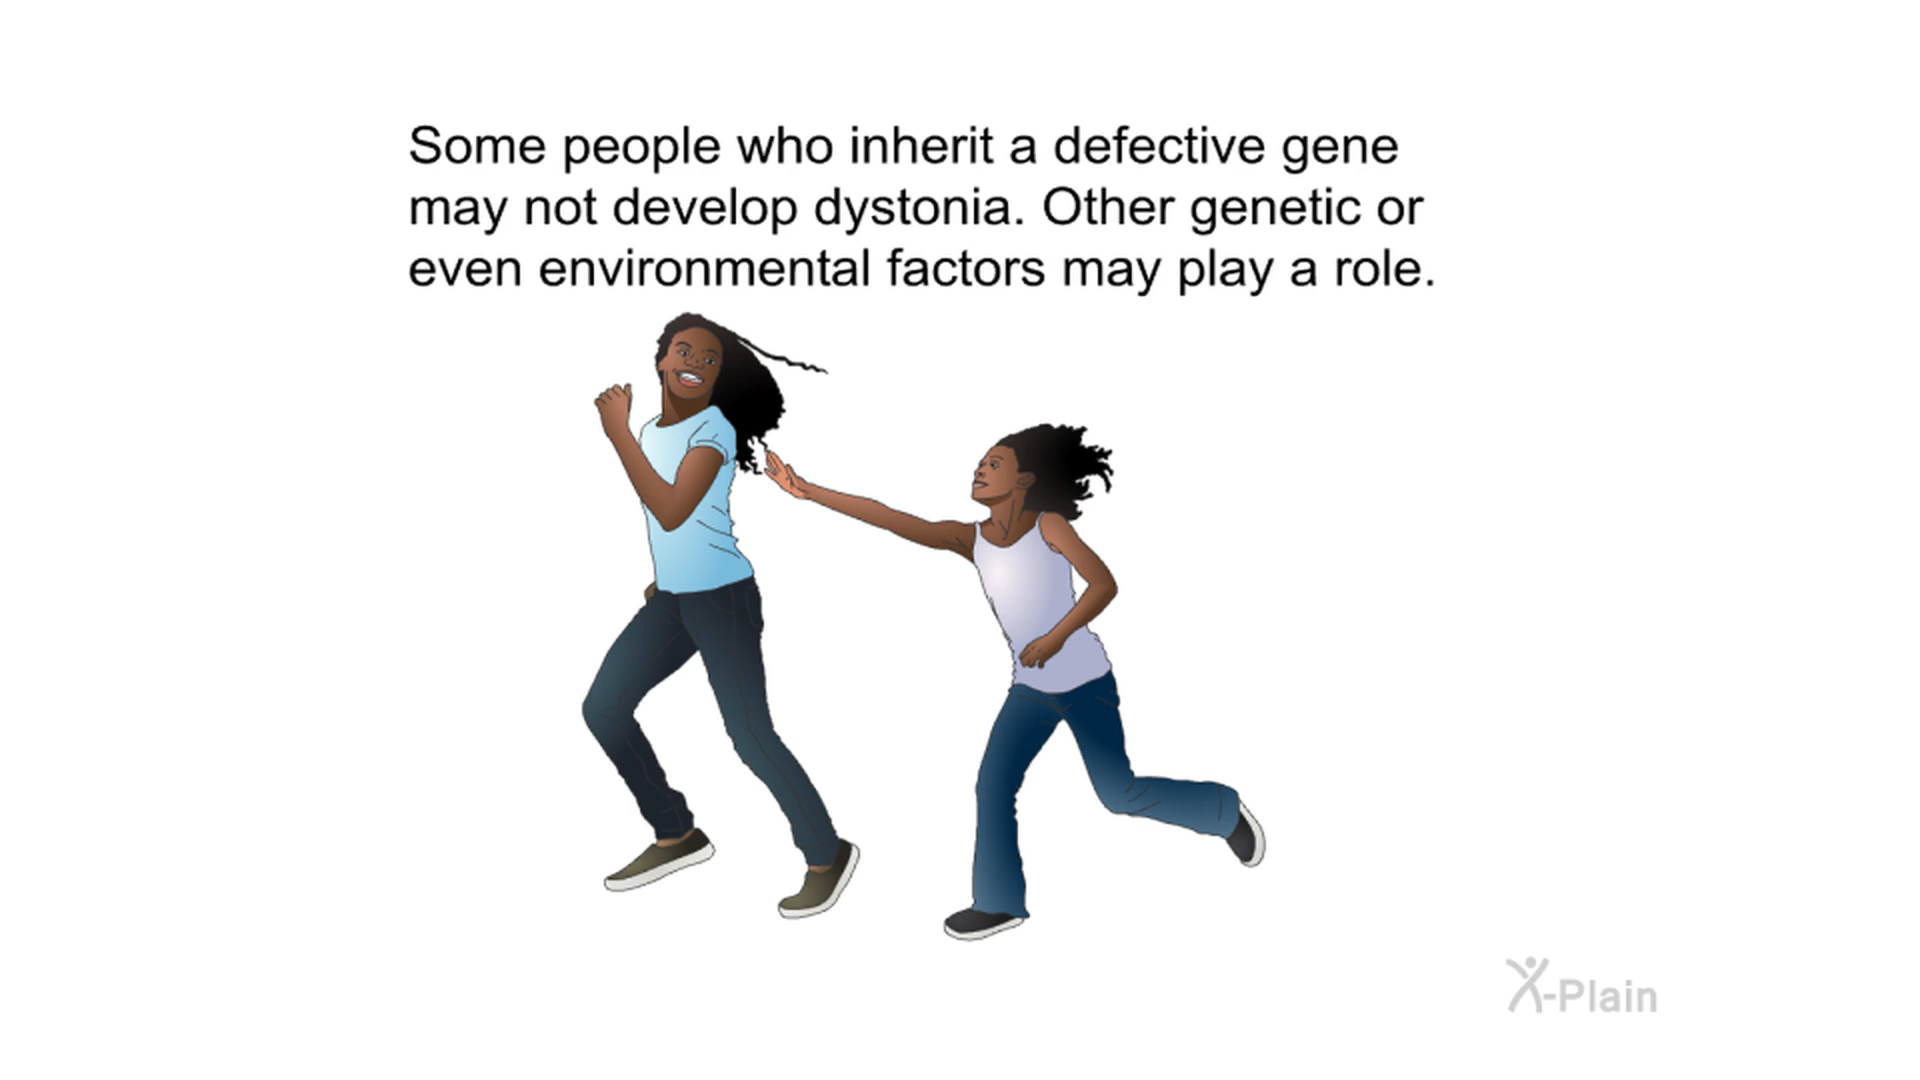 Some people who inherit a defective gene
may not develop dystonia. Other genetic or
even environmental factors may play a role.
X-Plain